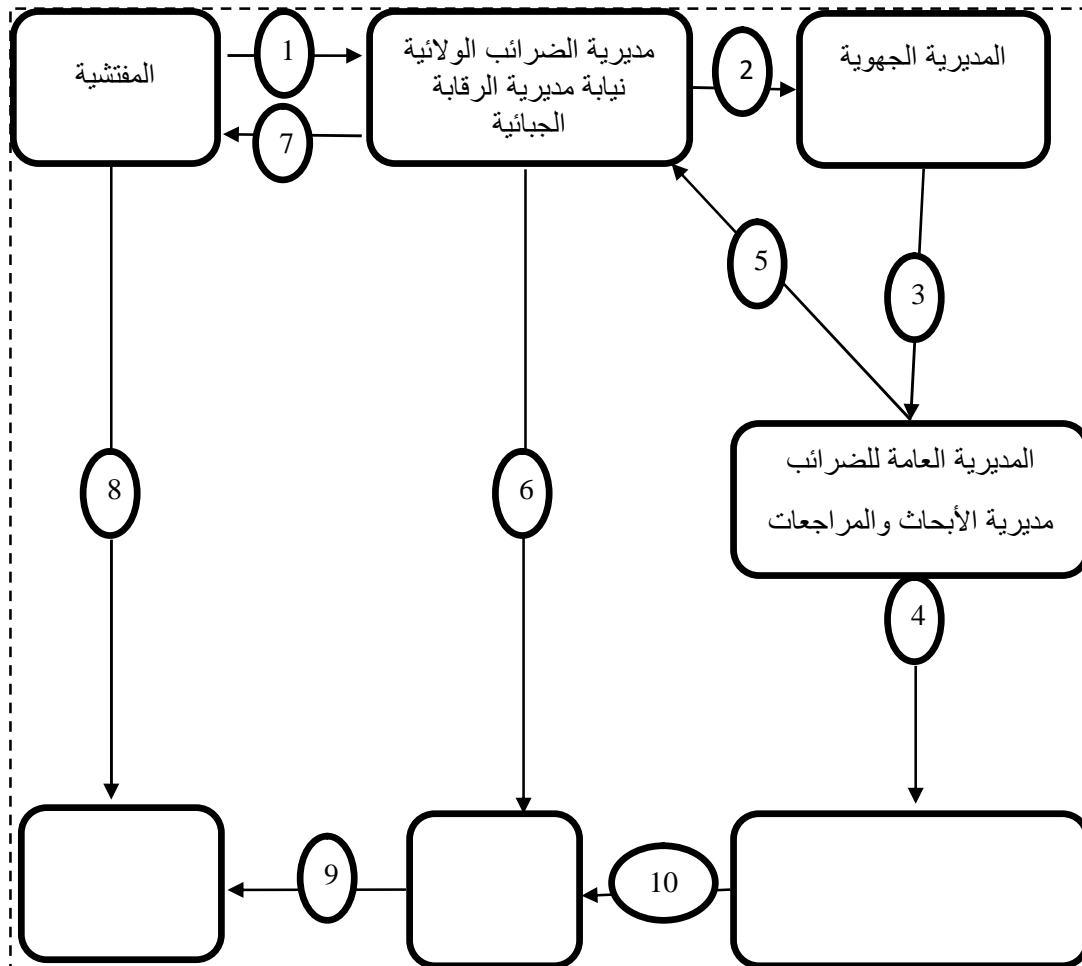 المفتشية
1
7
مديرية الضرائب الولائية
نيابة مديرية الرقابة
الجبائية
2
المديرية الجهوية
5
3
المديرية العامة للضرائب
مديرية الأبحاث والمراجعات
8
6
4
9
10